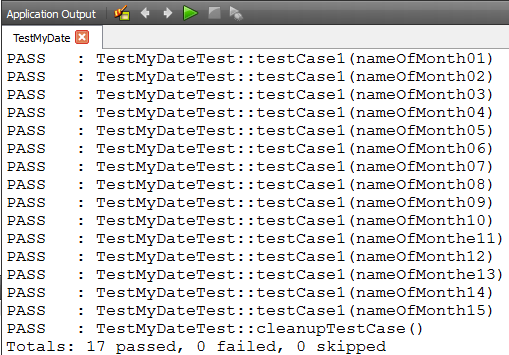 Application Output
TestMyDate
PASS   : TestMyDateTest::testCase1(nameOfMonth01)
PASS   : TestMyDateTest::testCase1(nameOfMonth02)
PASS   : TestMyDateTest::testCase1(nameOfMonth03)
PASS   : TestMyDateTest::testCase1(nameOfMonth04)
PASS   : TestMyDateTest::testCase1(nameOfMonth05)
PASS   : TestMyDateTest::testCase1(nameOfMonth06)
PASS   : TestMyDateTest::testCase1(nameOfMonth07)
PASS   : TestMyDateTest::testCase1(nameOfMonth08)
PASS   : TestMyDateTest::testCase1(nameOfMonth09)
PASS   : TestMyDateTest::testCase1(nameOfMonth10)
PASS   : TestMyDateTest::testCase1(nameOfMonthe11)
PASS   : TestMyDateTest::testCase1(nameOfMonth12)
PASS   : TestMyDateTest::testCase1(nameOfMonthe13)
PASS   : TestMyDateTest::testCase1(nameOfMonth14)
PASS   : TestMyDateTest::testCase1(nameOfMonth15)
PASS   : TestMyDateTest::cleanupTestCase()
Totals: 17 passed, 0 failed, 0 skipped